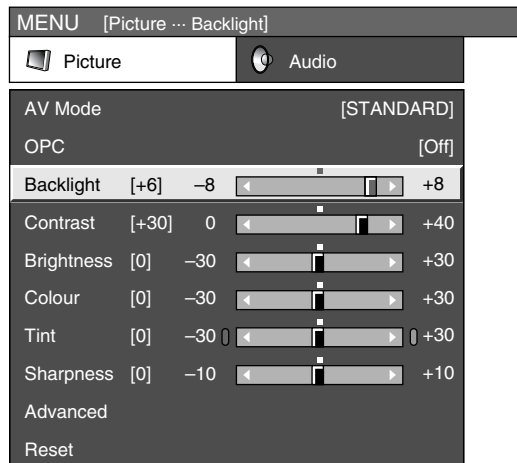 MENU [Picture ··· Backlight]
Picture Audio
AV Mode [STANDARD]
OPC [Off]
Backlight [+6] –8 +8
Contrast [+30] 0 +40
Brightness [0] –30 +30
Colour [0] –30 +30
Tint [0] –30 +30
Sharpness [0] –10 +10
Advanced
Reset